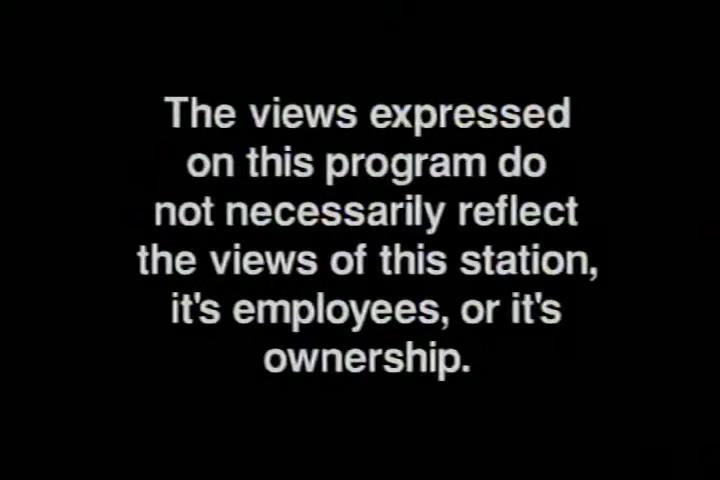 The views expressed
on this program do
not necessarily reflect
the views of this station,
it's employees, or it's
ownership.